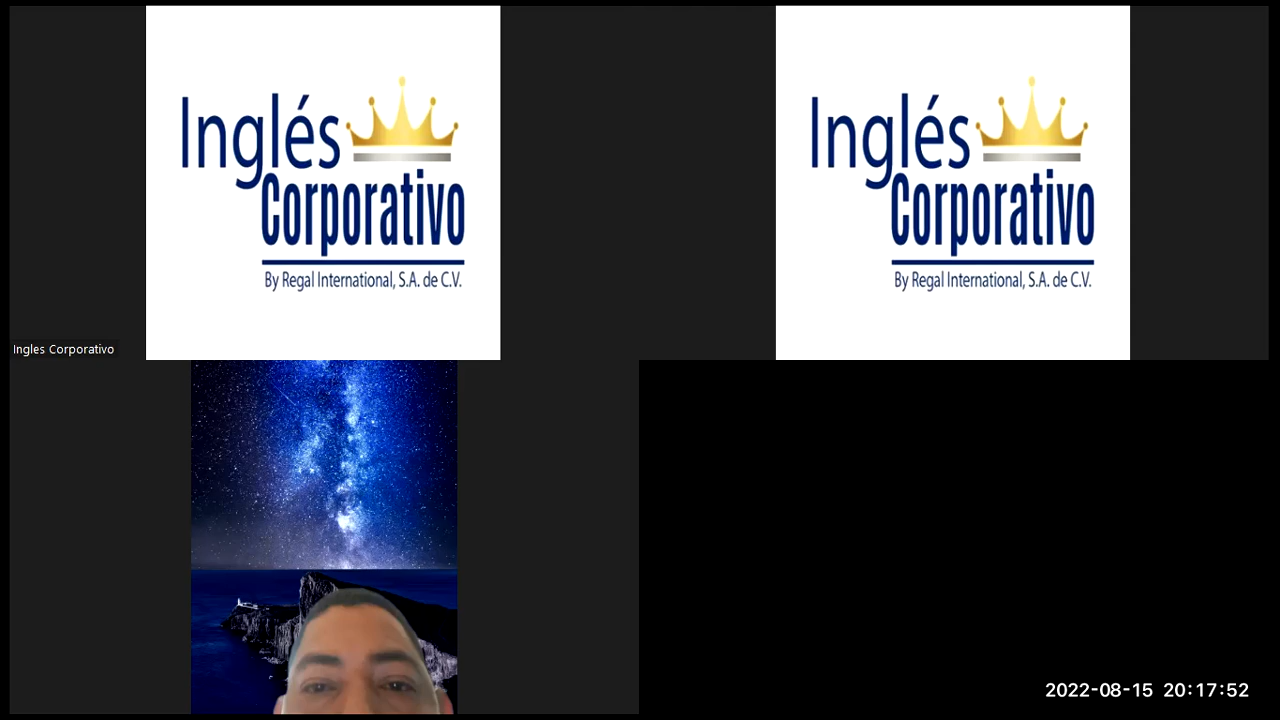 Inglés
Corporativo
By Regal International, S.A. de C.V.
Inglés
Corporativo
By Regal International, S.A. de C.V.
Ingles Corporativo
2022-08-15 20:17:52